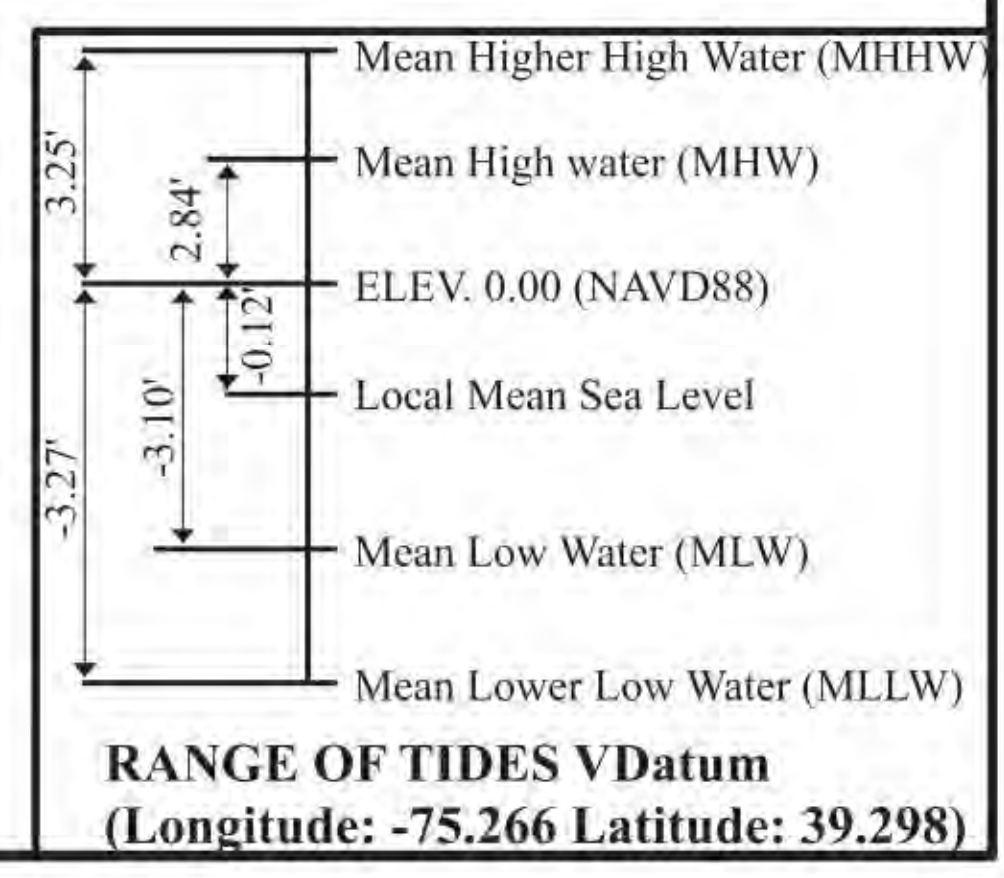 Mean Higher High Water (MHHW)
3.25'
Mean High water (MHW)
2.84'
ELEV. 0.00 (NAVD88)
-0.12'
Local Mean Sea Level
-3.10'
-3.27'
Mean Low Water (MLW)
Mean Lower Low Water (MLLW)
RANGE OF TIDES VDatum
(Longitude: -75.266 Latitude: 39.298)